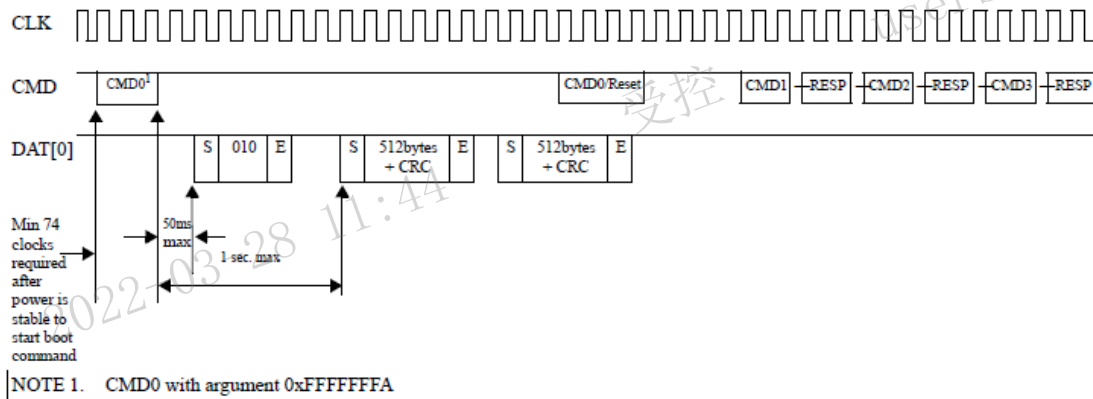 CLK
CMD
CMD0¹
CMD0/Reset
CMD1
RESP
CMD2
RESP
CMD3
RESP
DAT[0]
S
010
E
S
512bytes
+ CRC
E
S
512bytes
+ CRC
E
Min 74
clocks
required
after
power is
stable to
start boot
command
50ms
max
1 sec. max
NOTE 1. CMD0 with argument 0xFFFFFFFA
受控
2022-03-28 11:44